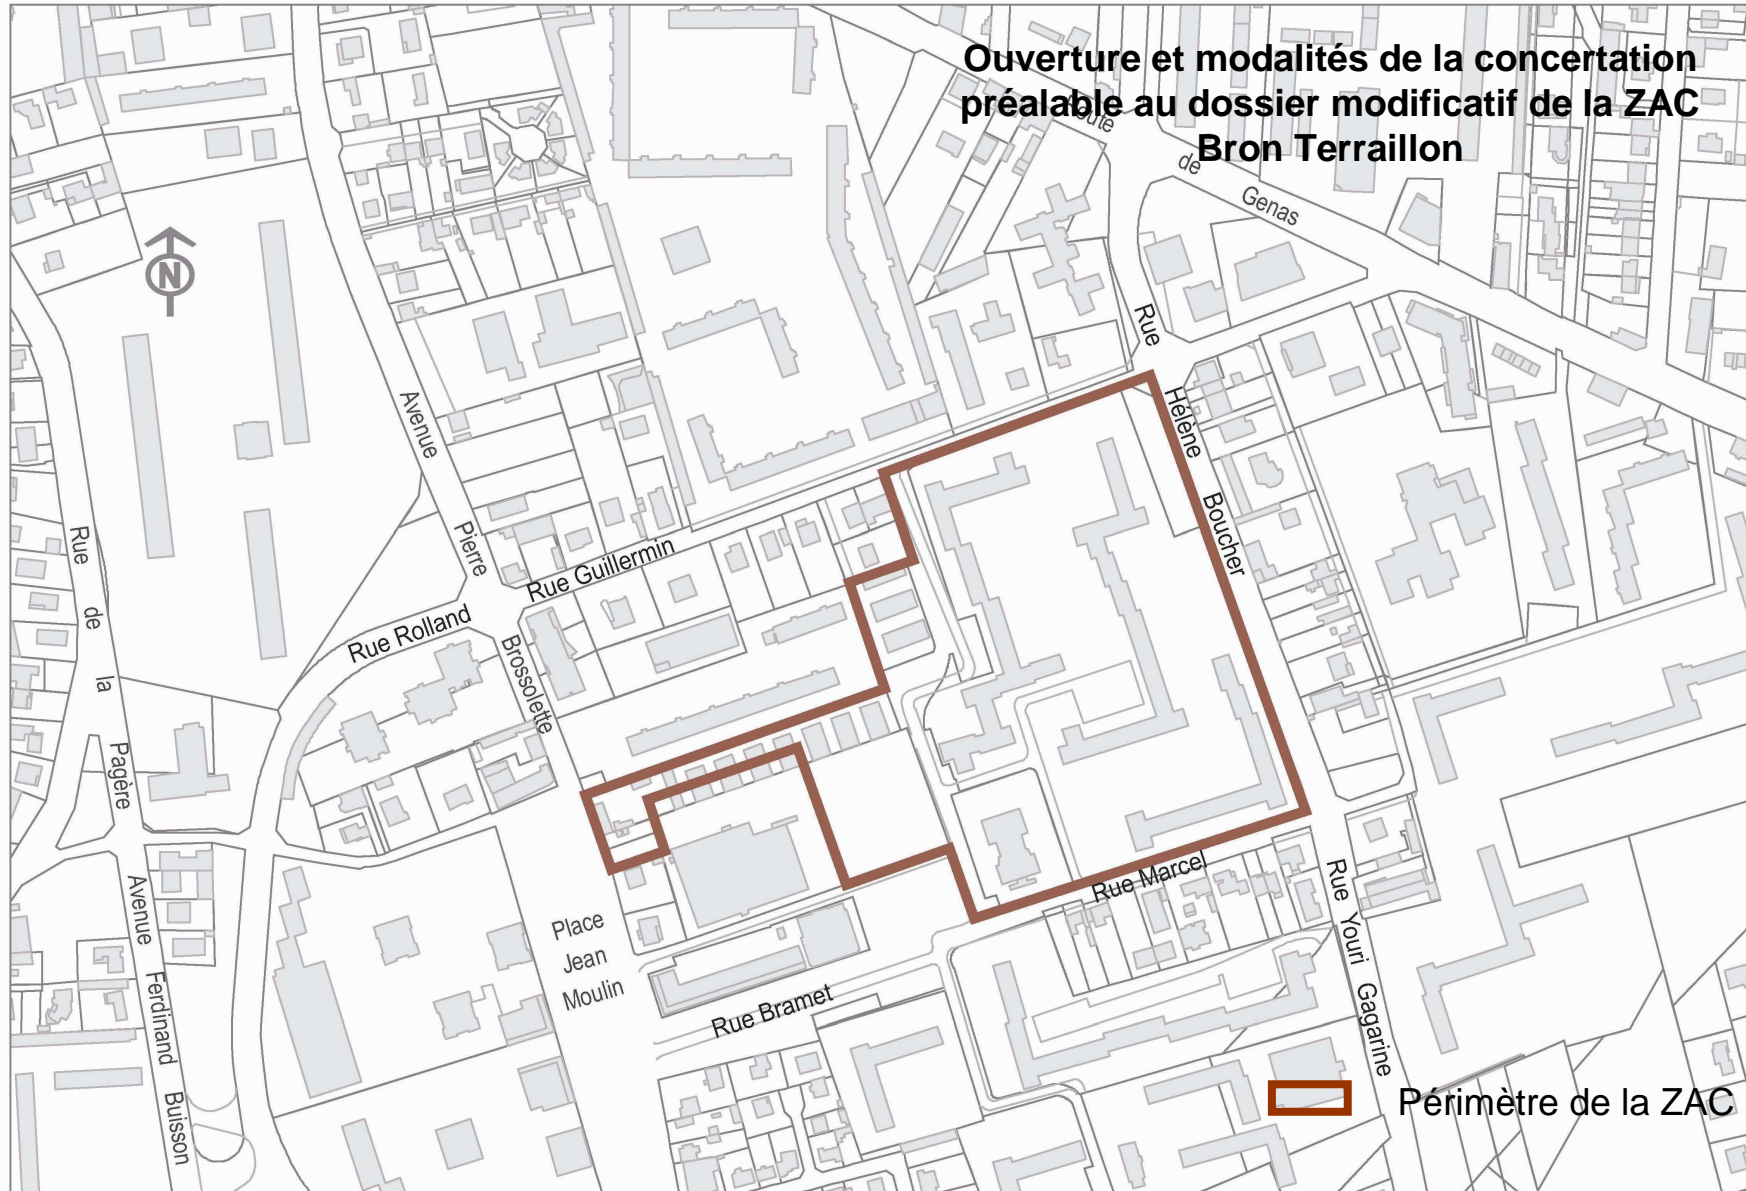 Ouverture et modalités de la concertation
préalable au dossier modificatif de la ZAC
Bron Terraillon
Route
de
Genas
N
Rue
Hélène
Boucher
Avenue
Pierre
Brossolette
Rue Guillermin
Rue Rolland
Rue
de
la
Pagère
Avenue
Ferdinand
Buisson
Place
Jean
Moulin
Rue Bramet
Rue Marcel
Rue
Youri
Gagarine
Périmètre de la ZAC